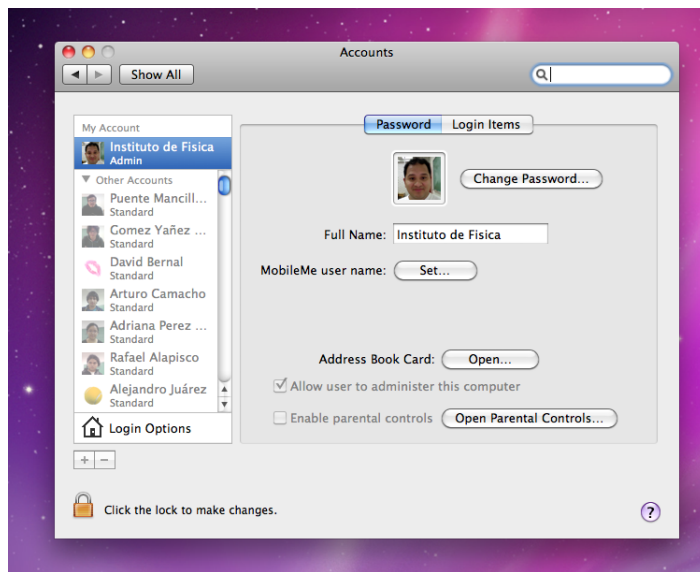 Accounts
Show All
My Account
Instituto de Fisica
Admin
Other Accounts
Puente Mancill...
Standard
Gomez Yañez ...
Standard
David Bernal
Standard
Arturo Camacho
Standard
Adriana Perez ...
Standard
Rafael Alapisco
Standard
Alejandro Juárez
Standard
Login Options
+ −
Password Login Items
Change Password...
Full Name: Instituto de Fisica
MobileMe user name: Set...
Address Book Card: Open...
Allow user to administer this computer
Enable parental controls Open Parental Controls...
Click the lock to make changes.
?